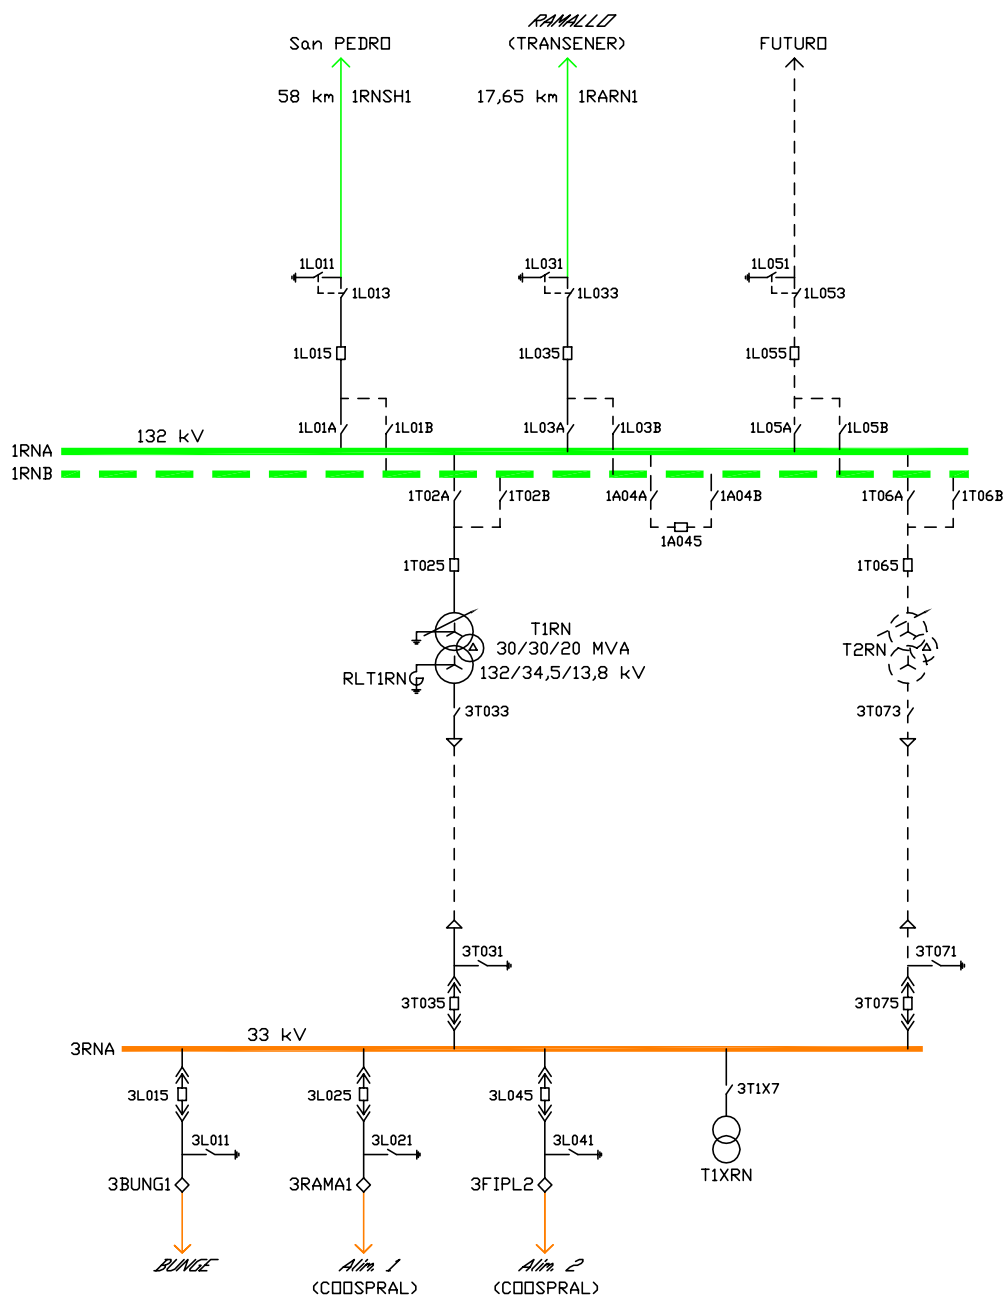 RAMALLO
San PEDRO
(TRANSENER)
FUTURO
58 km
1RNSH1
17,65 km
1RARN1
1L011
1L031
1L051
1L013
1L033
1L053
1L015
1L035
1L055
1L01A
1L01B
1L03A
1L03B
1L05A
1L05B
132 kV
1RNA
1RNB
1T02A
1T02B
1A04A
1A04B
1T06A
1T06B
1A045
1T025
1T065
T1RN
30/30/20 MVA
132/34,5/13,8 kV
T2RN
RLT1RN
3T033
3T073
3T031
3T071
3T035
3T075
33 kV
3RNA
3L015
3L025
3L045
3T1X7
3L011
3L021
3L041
T1XRN
3BUNG1
3RAMA1
3FIPL2
BUNGE
Alim. 1
Alim. 2
(COOSPRAL)
(COOSPRAL)